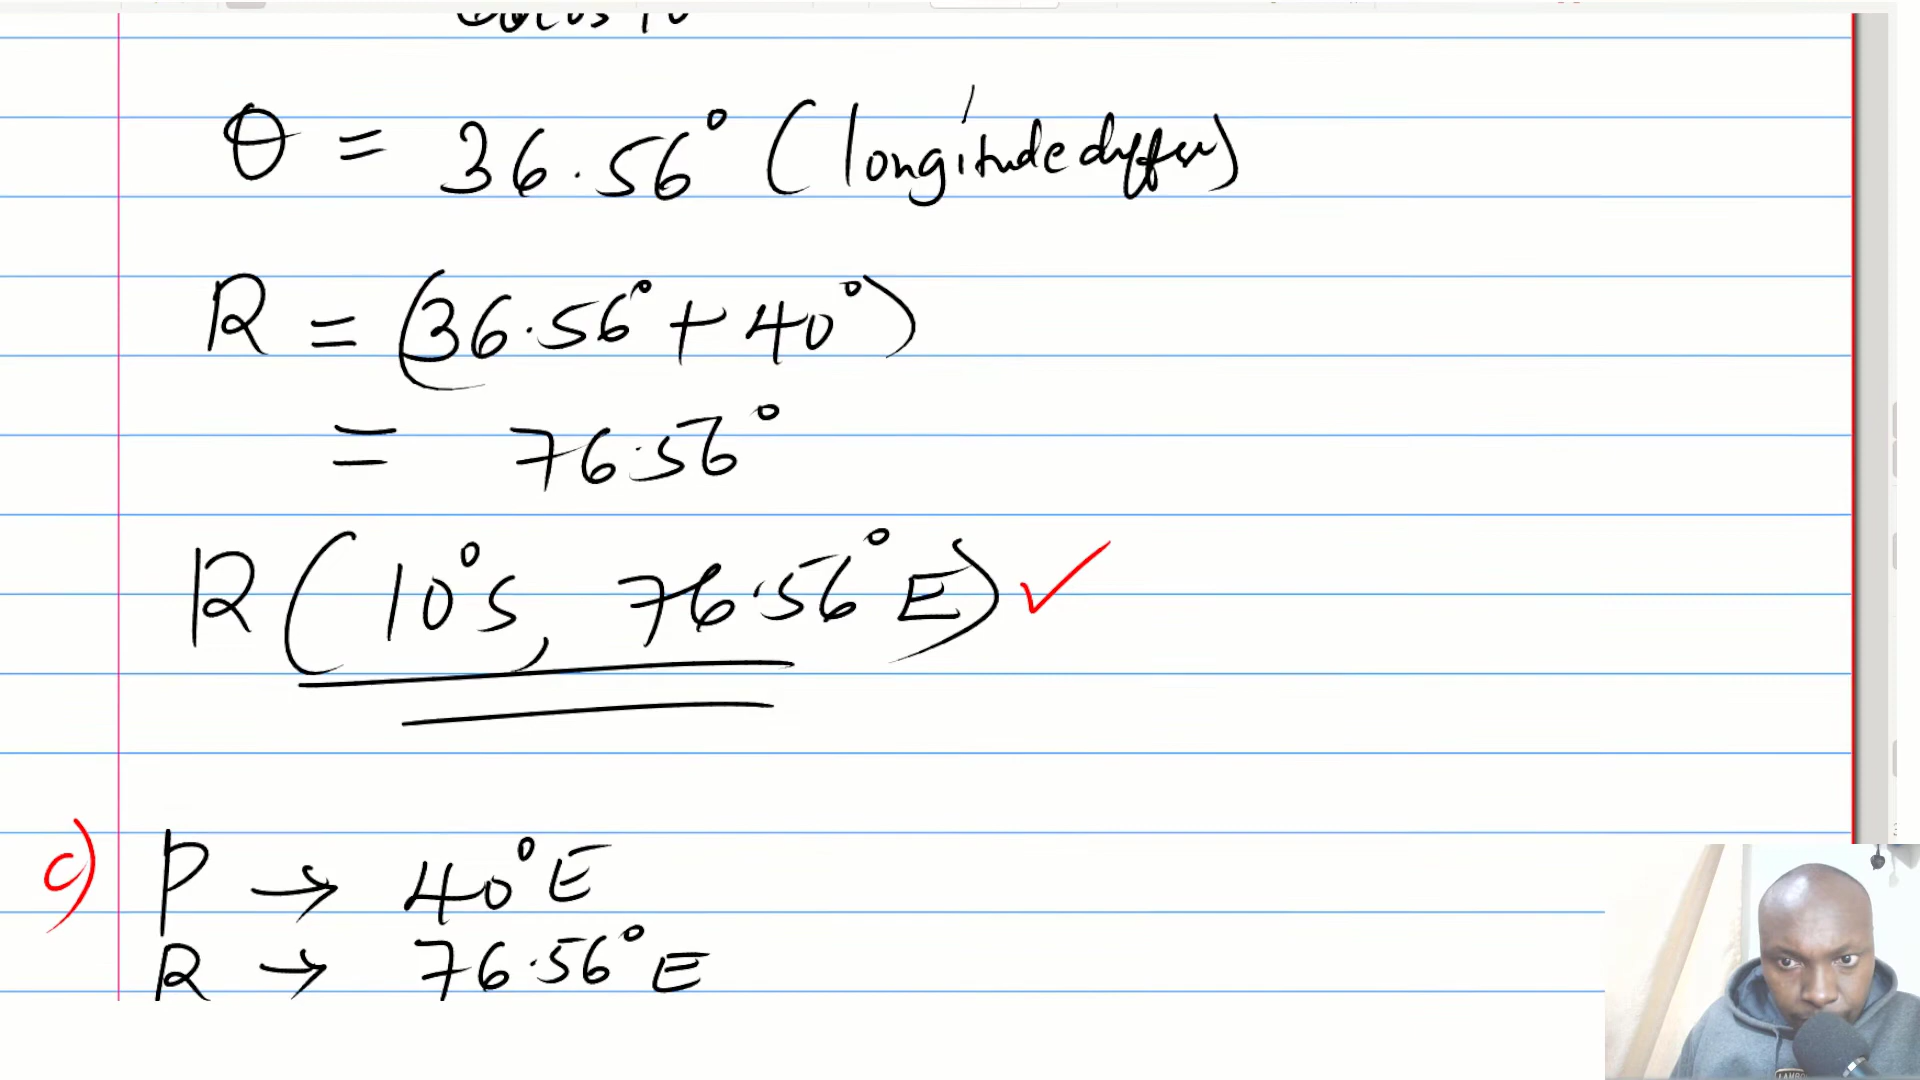 θ = 36.56° (longitude differ)
R = (36.56° + 40°)
= 76.56°
R (10°S, 76.56° E) ✓
c) P → 40° E
R → 76.56° E